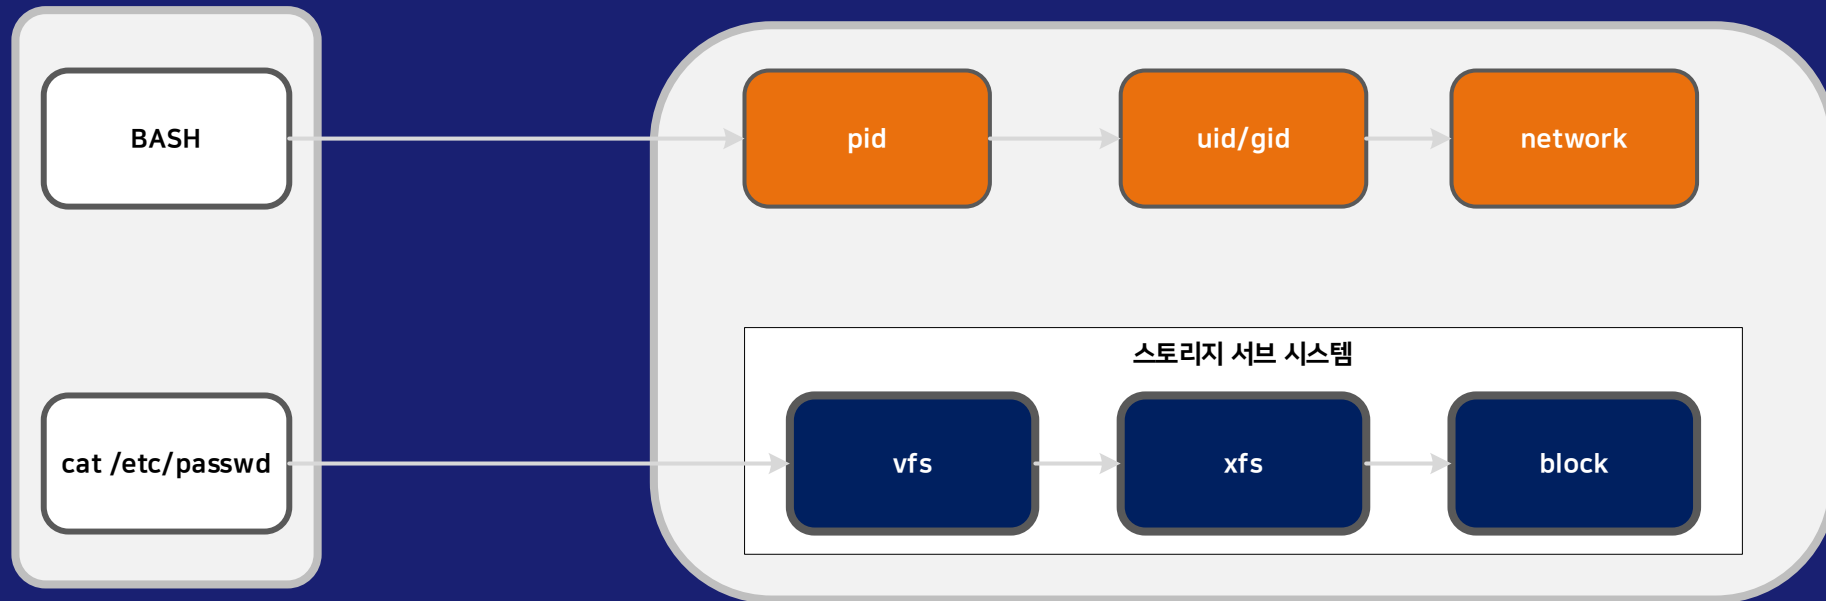 BASH
pid
uid/gid
network
스토리지 서브 시스템
cat /etc/passwd
vfs
xfs
block